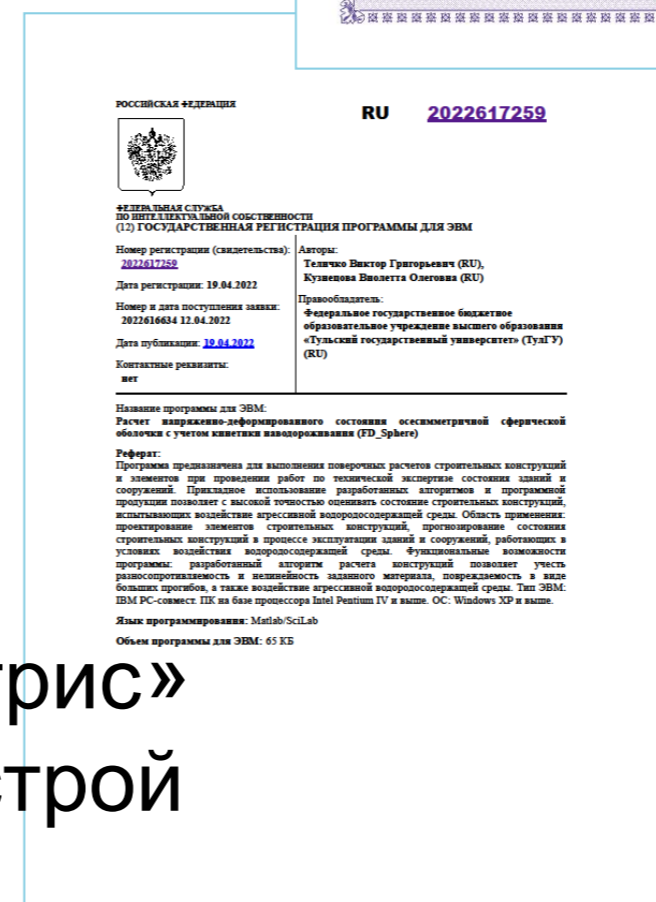 РОССИЙСКАЯ ФЕДЕРАЦИЯ
RU 2022617259
ФЕДЕРАЛЬНАЯ СЛУЖБА
ПО ИНТЕЛЛЕКТУАЛЬНОЙ СОБСТВЕННОСТИ
(12) ГОСУДАРСТВЕННАЯ РЕГИСТРАЦИЯ ПРОГРАММЫ ДЛЯ ЭВМ
Номер регистрации (свидетельства):
2022617259
Дата регистрации: 19.04.2022
Номер и дата поступления заявки:
2022616634 12.04.2022
Дата публикации: 19.04.2022
Контактные реквизиты:
нет
Авторы:
Теличко Виктор Григорьевич (RU),
Кузнецова Виолетта Олеговна (RU)
Правообладатель:
Федеральное государственное бюджетное
образовательное учреждение высшего образования
«Тульский государственный университет» (ТулГУ)
(RU)
Название программы для ЭВМ:
Расчет напряженно-деформированного состояния осесимметричной сферической
оболочки с учетом кинетики наводороживания (FD_Sphere)
Реферат:
Программа предназначена для выполнения поверочных расчетов строительных конструкций
и элементов при проведении работ по технической экспертизе состояния зданий и
сооружений. Прикладное использование разработанных алгоритмов и программной
продукции позволяет с высокой точностью оценивать состояние строительных конструкций,
испытывающих воздействие агрессивной водородосодержащей среды. Область применения:
проектирование элементов строительных конструкций, прогнозирование состояния
строительных конструкций в процессе эксплуатации зданий и сооружений, работающих в
условиях воздействия водородосодержащей среды. Функциональные возможности
программы: разработанный алгоритм расчета конструкций позволяет учесть
разносопротивляемость и нелинейность заданного материала, повреждаемость в виде
больших прогибов, а также воздействие агрессивной водородосодержащей среды. Тип ЭВМ:
IBM PC-совмест. ПК на базе процессора Intel Pentium IV и выше. ОС: Windows XP и выше.
Язык программирования: Matlab/SciLab
Объем программы для ЭВМ: 65 КБ
трис»
строй